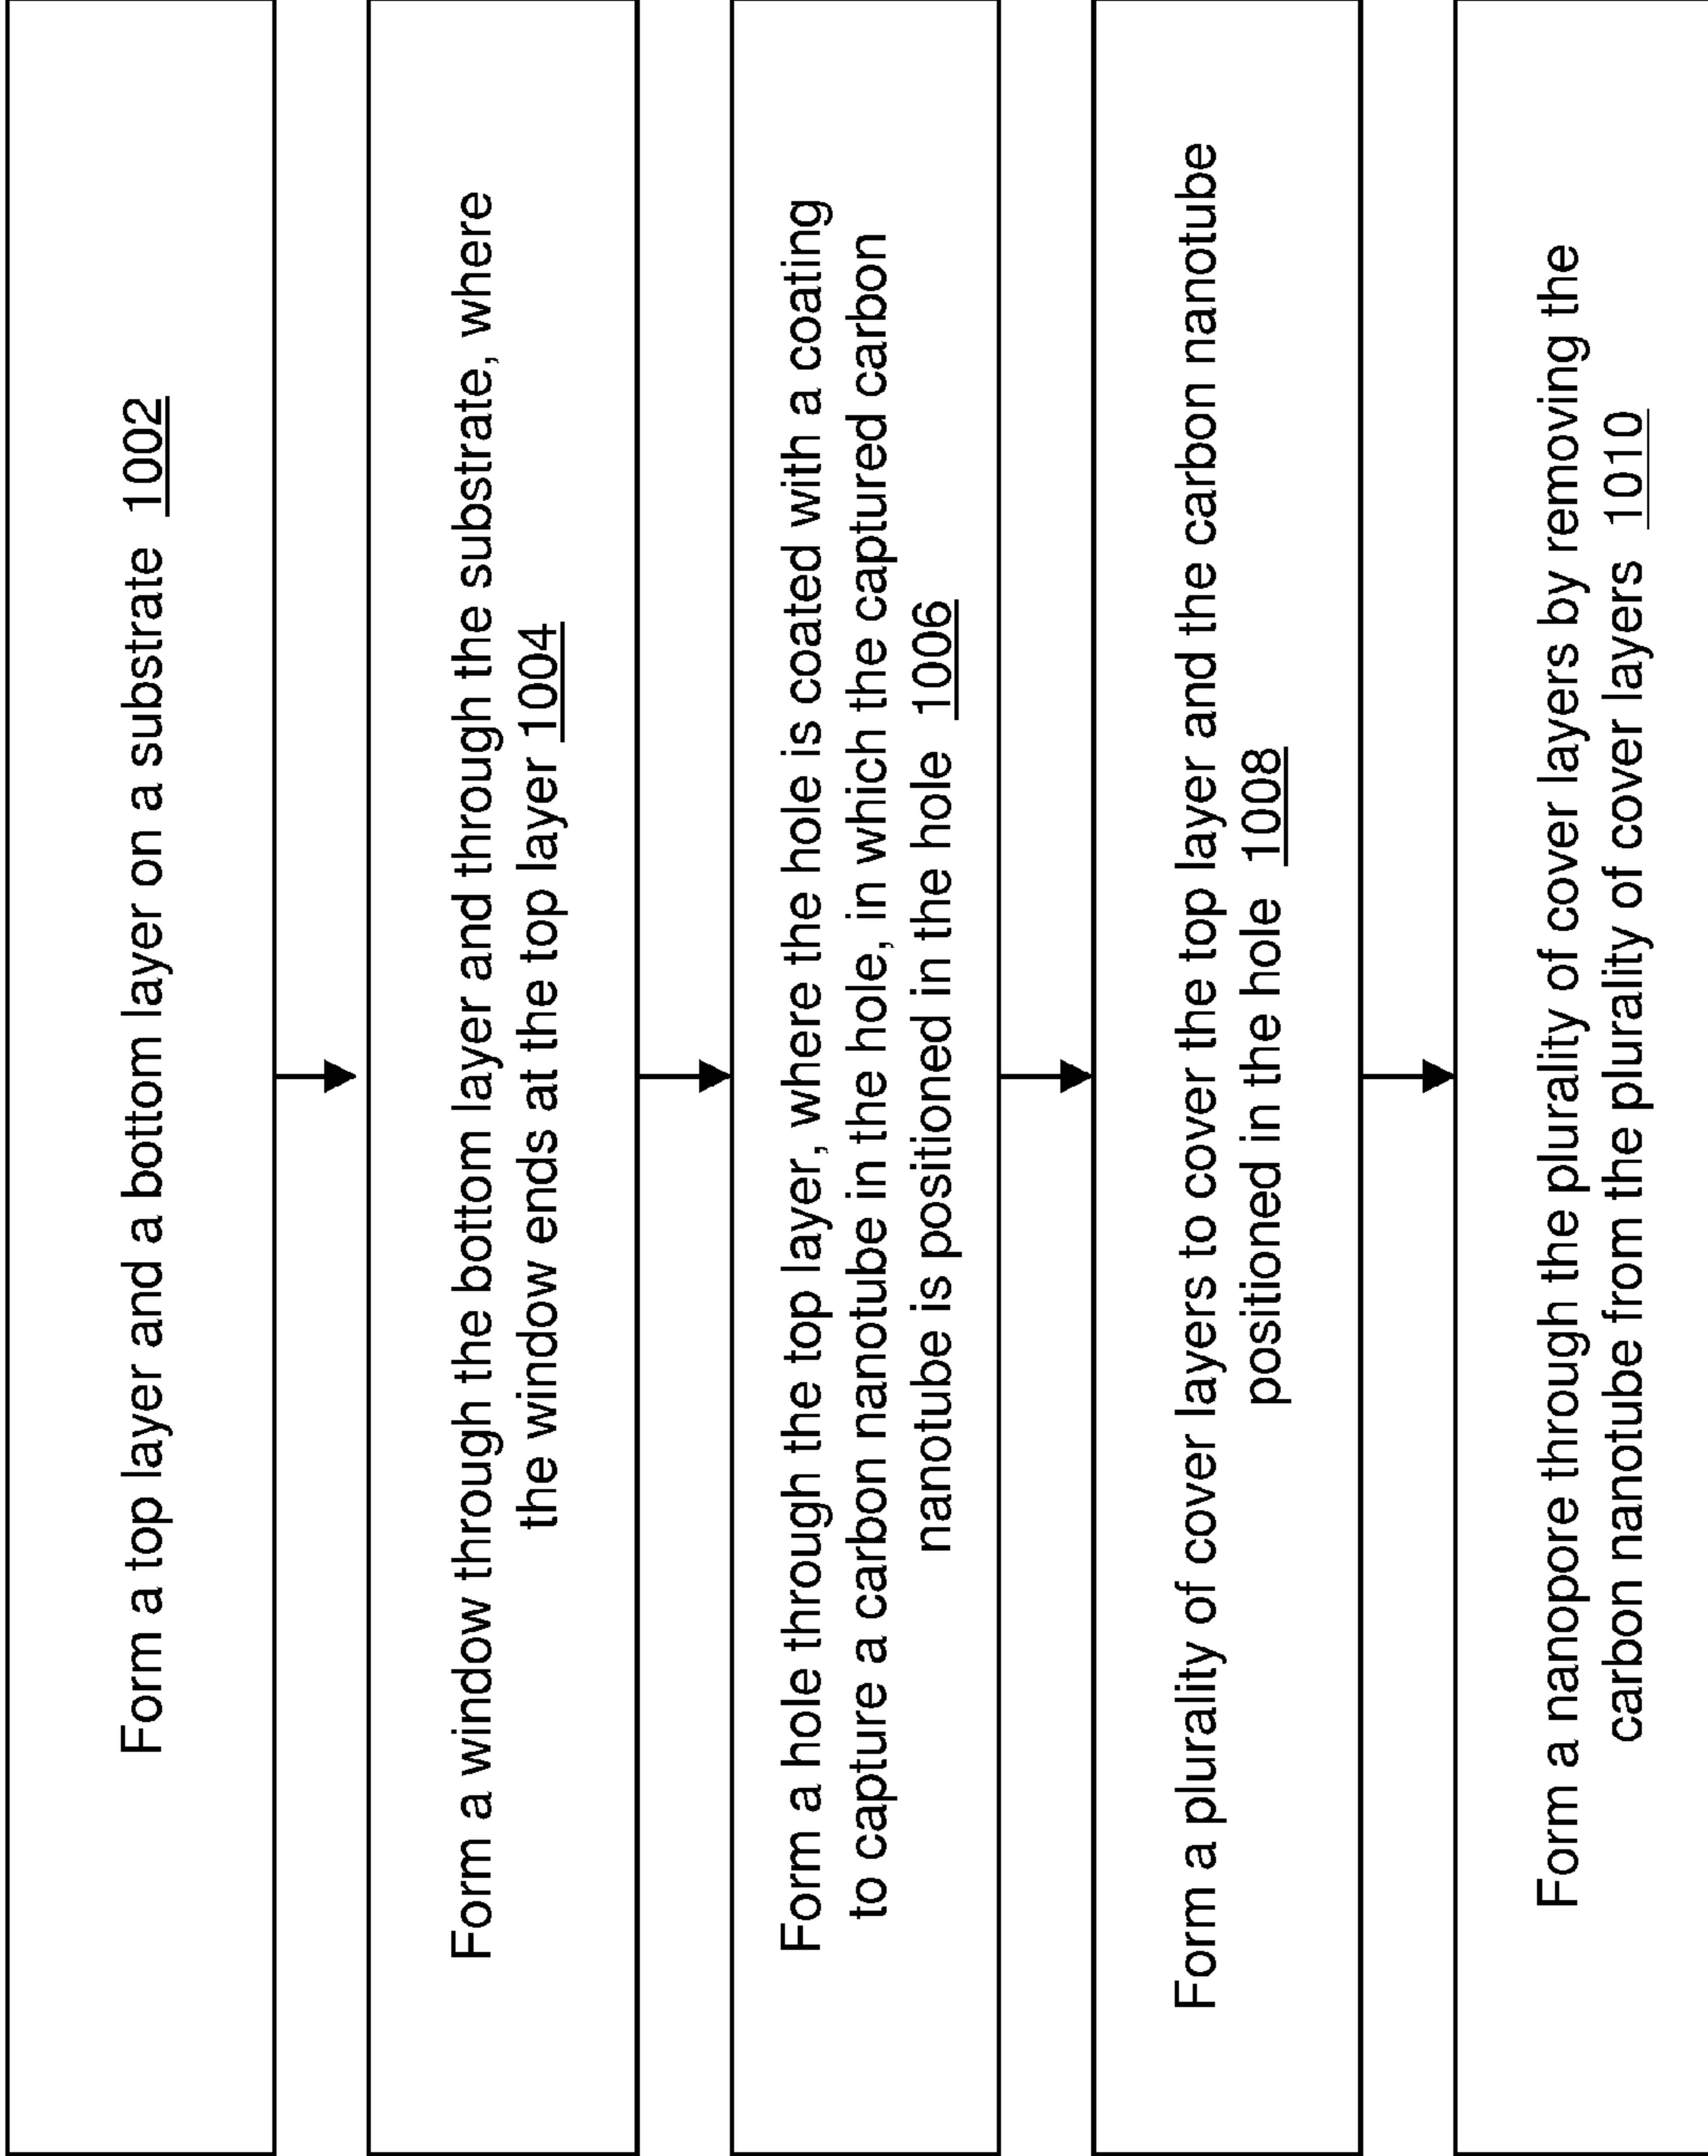 Form a top layer and a bottom layer on a substrate 1002
Form a window through the bottom layer and through the substrate, where
the window ends at the top layer 1004
Form a hole through the top layer, where the hole is coated with a coating
to capture a carbon nanotube in the hole, in which the captured carbon
nanotube is positioned in the hole 1006
Form a plurality of cover layers to cover the top layer and the carbon nanotube
positioned in the hole 1008
Form a nanopore through the plurality of cover layers by removing the
carbon nanotube from the plurality of cover layers 1010